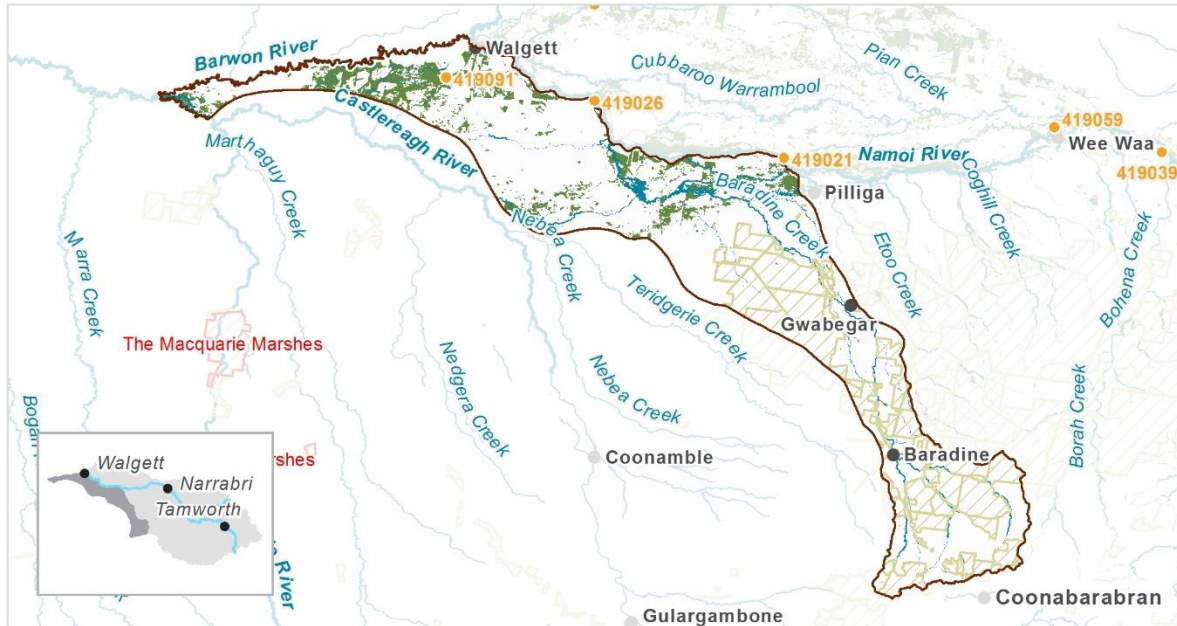 Barwon River
Walgett
419091
Castlereagh River
419026
Cubbaroo Warrambool
Pian Creek
419059
Wee Waa
419039
419021
Namoi River
Pilliga
Marthaguy Creek
Baradine Creek
Coghill Creek
Etoo Creek
Bohena Creek
Marra Creek
Nebea Creek
Teridgerie Creek
Gwabegar
The Macquarie Marshes
Nedgera Creek
Nebea Creek
Borah Creek
Coonamble
Baradine
Walgett
Narrabri
Tamworth
River
Gulargambone
Coonabarabran